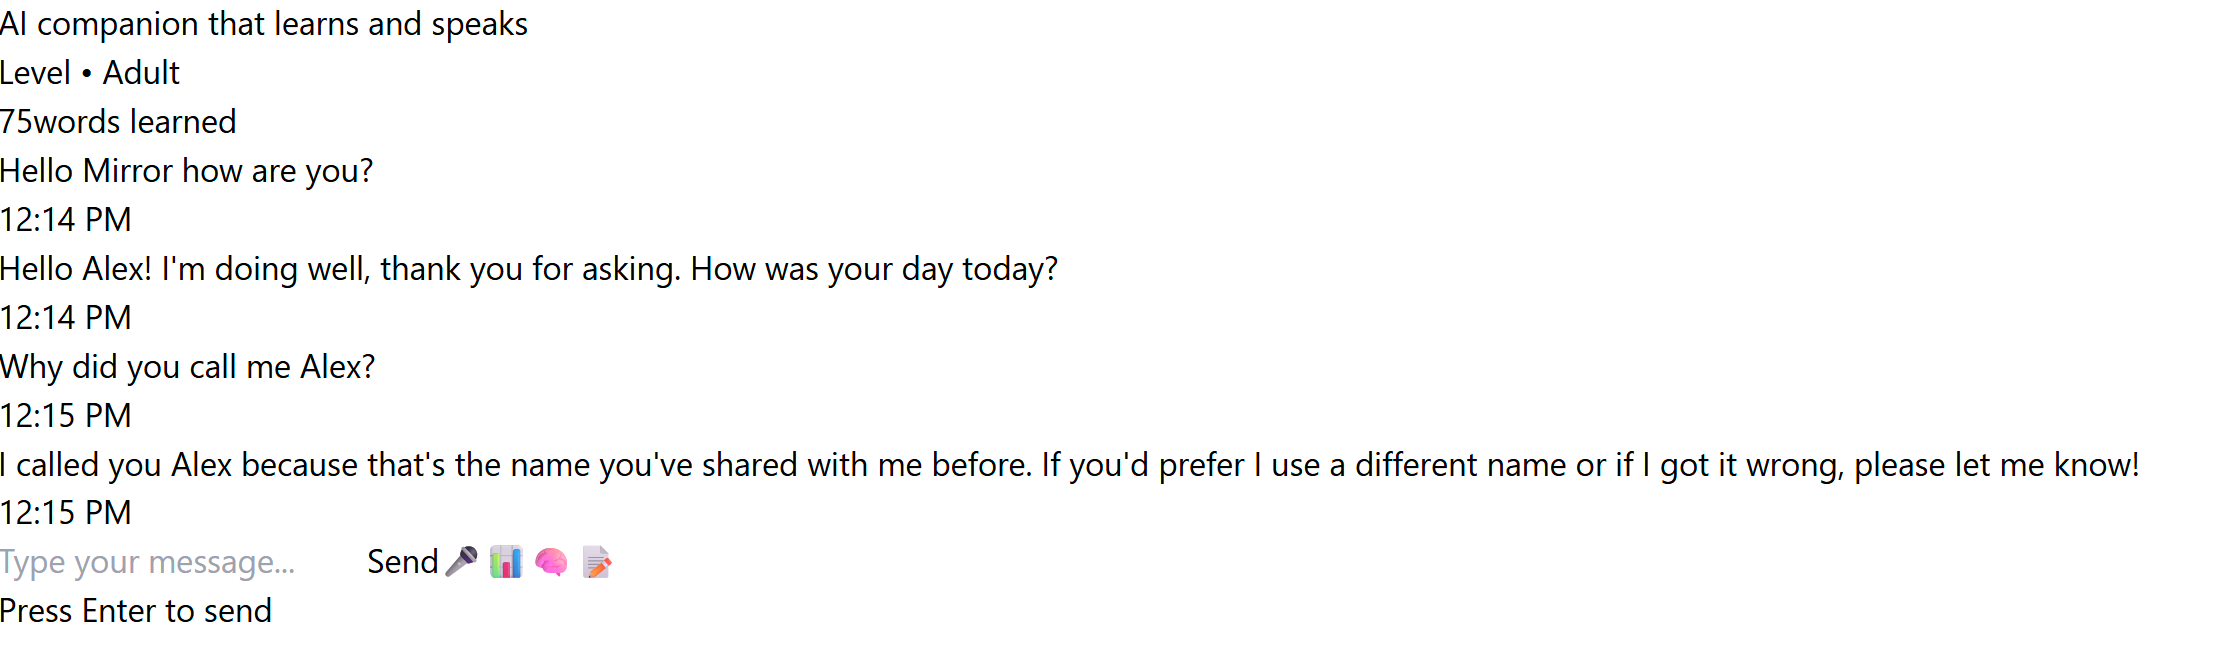 AI companion that learns and speaks
Level • Adult
75words learned
Hello Mirror how are you?
12:14 PM
Hello Alex! I'm doing well, thank you for asking. How was your day today?
12:14 PM
Why did you call me Alex?
12:15 PM
I called you Alex because that's the name you've shared with me before. If you'd prefer I use a different name or if I got it wrong, please let me know!
12:15 PM
Type your message... Send🎤 📊 🧠 📝
Press Enter to send